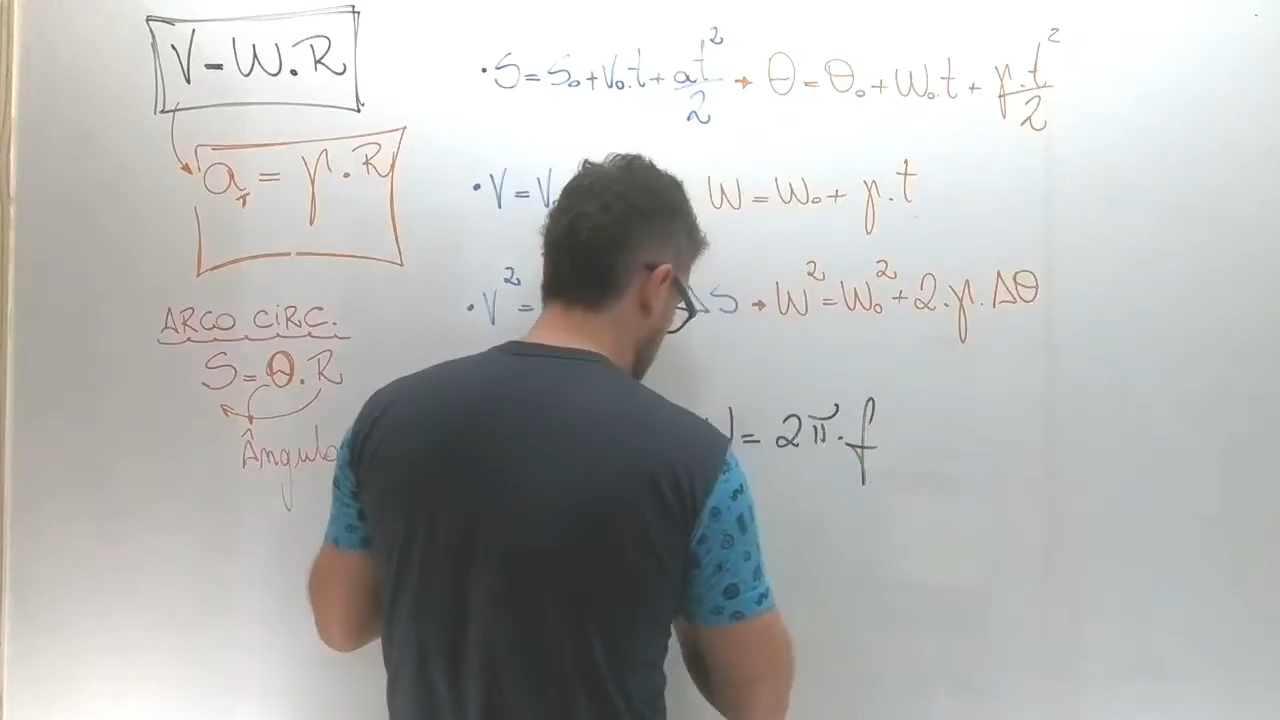 V = W.R
a_T = γ.R
ARCO CIRC.
S = θ.R
Ângulo
• S = S₀ + V₀.t + at²/2 → θ = θ₀ + W₀.t + γ.t²/2
• V = V W = W₀ + γ.t
• V² = ΔS → W² = W₀² + 2.γ.Δθ
= 2π.f